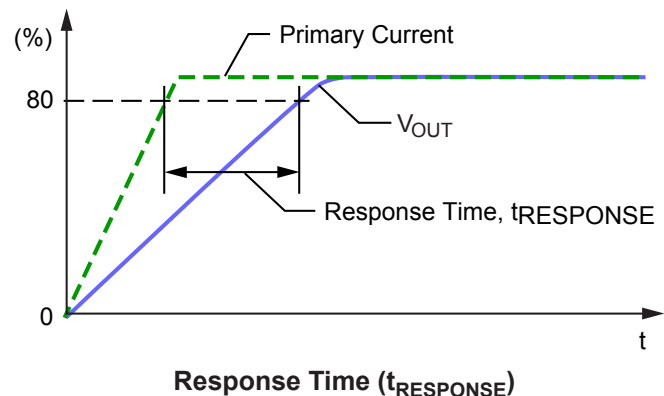 (%)
Primary Current
80
VOUT
Response Time, tRESPONSE
0
t
Response Time (tRESPONSE)